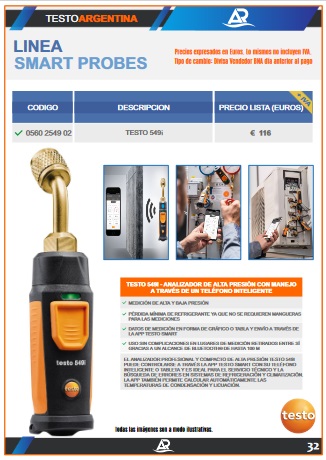 TESTOARGENTINA
AR
LINEA
SMART PROBES
Precios expresados en Euros. Lo mismos no incluyen IVA.
Tipo de cambio: Divisa Vendedor BNA día anterior al pago
CODIGO DESCRIPCION PRECIO LISTA (EUROS)
+ IVA
0560 2549 02 TESTO 549i € 116
testo 549i
TESTO 549I - ANALIZADOR DE ALTA PRESIÓN CON MANEJO
A TRAVÉS DE UN TELÉFONO INTELIGENTE
MEDICIÓN DE ALTA Y BAJA PRESIÓN
PÉRDIDA MÍNIMA DE REFRIGERANTE YA QUE NO SE REQUIEREN MANGUERAS
PARA LAS MEDICIONES
DATOS DE MEDICIÓN EN FORMA DE GRÁFICO O TABLA Y ENVÍO A TRAVÉS DE
LA APP TESTO SMART
USO SIN COMPLICACIONES EN LUGARES DE MEDICIÓN RETIRADOS ENTRE SÍ
GRACIAS A UN ALCANCE DE BLUETOOTH® DE HASTA 100 M
EL ANALIZADOR PROFESIONAL Y COMPACTO DE ALTA PRESIÓN TESTO 549I
PUEDE CONTROLARSE A TRAVÉS DE LA APP TESTO SMART CON SU TELÉFONO
INTELIGENTE O TABLETA Y ES IDEAL PARA EL SERVICIO TÉCNICO Y LA
BÚSQUEDA DE ERRORES EN SISTEMAS DE REFRIGERACIÓN Y CLIMATIZACIÓN.
LA APP TAMBIÉN PERMITE CALCULAR AUTOMÁTICAMENTE LAS
TEMPERATURAS DE CONDENSACIÓN Y LICUACIÓN.
testo
Todas las imágenes son a modo ilustrativas.
AR
32